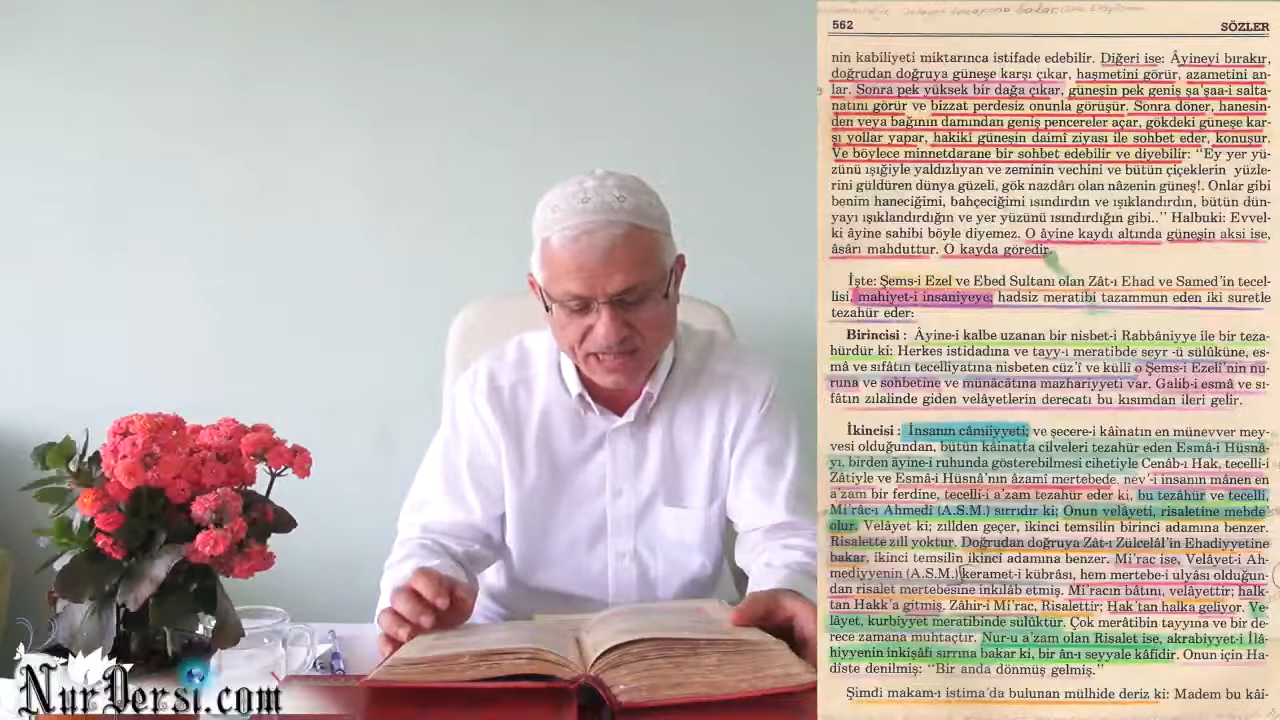 562 SÖZLER
nin kabiliyeti miktarınca istifade edebilir. Diğeri ise: Âyineyi bırakır,
doğrudan doğruya güneşe karşı çıkar, haşmetini görür, azametini an-
lar. Sonra pek yüksek bir dağa çıkar, güneşin pek geniş şa'şaa-i salta-
natını görür ve bizzat perdesiz onunla görüşür. Sonra döner, hanesin-
den veya bağının damından geniş pencereler açar, gökdeki güneşe kar-
şı yollar yapar, hakikî güneşin daimî ziyası ile sohbet eder, konuşur.
Ve böylece minnetdarane bir sohbet edebilir ve diyebilir: "Ey yer yü-
zünü ışığiyle yaldızlıyan ve zeminin vechini ve bütün çiçeklerin yüzle-
rini güldüren dünya güzeli, gök nazdârı olan nâzenin güneş!. Onlar gibi
benim haneciğimi, bahçeciğimi ısındırdın ve ışıklandırdın, bütün dün-
yayı ışıklandırdığın ve yer yüzünü ısındırdığın gibi.." Halbuki: Evvel-
ki âyine sahibi böyle diyemez. O âyine kaydı altında güneşin aksi ise,
âsârı mahduttur. O kayda göredir.
İşte: Şems-i Ezel ve Ebed Sultanı olan Zât-ı Ehad ve Samed'in tecel-
lisi, mahiyet-i insaniyeye; hadsiz meratibi tazammun eden iki suretle
tezahür eder:
Birincisi : Âyine-i kalbe uzanan bir nisbet-i Rabbâniyye ile bir teza-
hürdür ki: Herkes istidadına ve tayy-ı meratibde seyr -ü sülûküne, es-
mâ ve sıfâtın tecelliyatına nisbeten cüz'î ve küllî o Şems-i Ezelî'nin nu-
runa ve sohbetine ve münâcâtına mazhariyyeti var. Galib-i esmâ ve sı-
fâtın zılalinde giden velâyetlerin derecatı bu kısımdan ileri gelir.
İkincisi : İnsanın câmiiyyeti; ve şecere-i kâinatın en münevver mey-
vesi olduğundan, bütün kâinatta cilveleri tezahür eden Esmâ-i Hüsnâ-
yı, birden âyine-i ruhunda gösterebilmesi cihetiyle Cenâb-ı Hak, tecelli-i
Zâtiyle ve Esmâ-i Hüsnâ'nın âzamî mertebede, nev'-i insanın mânen en
a'zam bir ferdine, tecelli-i a'zam tezahür eder ki, bu tezâhür ve tecelli,
Mi'râc-ı Ahmedî (A.S.M.) sırrıdır ki; Onun velâyeti, risaletine mebde'
olur. Velâyet ki; zıllden geçer, ikinci temsilin birinci adamına benzer.
Risalette zıll yoktur. Doğrudan doğruya Zât-ı Zülcelâl'in Ehadiyyetine
bakar, ikinci temsilin ikinci adamına benzer. Mi'rac ise, Velâyet-i Ah-
mediyyenin (A.S.M.) keramet-i kübrâsı, hem mertebe-i ulyâsı olduğun-
dan risalet mertebesine inkılâb etmiş. Mi'racın bâtını, velâyettir; halk-
tan Hakk'a gitmiş. Zâhir-i Mi'rac, Risalettir; Hak'tan halka geliyor. Ve-
lâyet, kurbiyyet meratibinde sülûktür. Çok merâtibin tayyına ve bir de-
rece zamana muhtaçtır. Nur-u a'zam olan Risalet ise, akrabiyyet-i İlâ-
hiyyenin inkişâfı sırrına bakar ki, bir ân-ı seyyale kâfidir. Onun için Ha-
dîste denilmiş: "Bir anda dönmüş gelmiş."
Şimdi makam-ı istima'da bulunan mülhide deriz ki: Madem bu kâi-
NurDersi.com